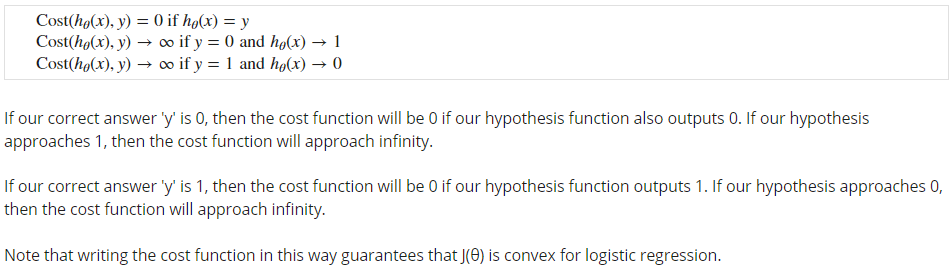 Cost(hθ(x), y) = 0 if hθ(x) = y
Cost(hθ(x), y) → ∞ if y = 0 and hθ(x) → 1
Cost(hθ(x), y) → ∞ if y = 1 and hθ(x) → 0
If our correct answer 'y' is 0, then the cost function will be 0 if our hypothesis function also outputs 0. If our hypothesis
approaches 1, then the cost function will approach infinity.
If our correct answer 'y' is 1, then the cost function will be 0 if our hypothesis function outputs 1. If our hypothesis approaches 0,
then the cost function will approach infinity.
Note that writing the cost function in this way guarantees that J(θ) is convex for logistic regression.